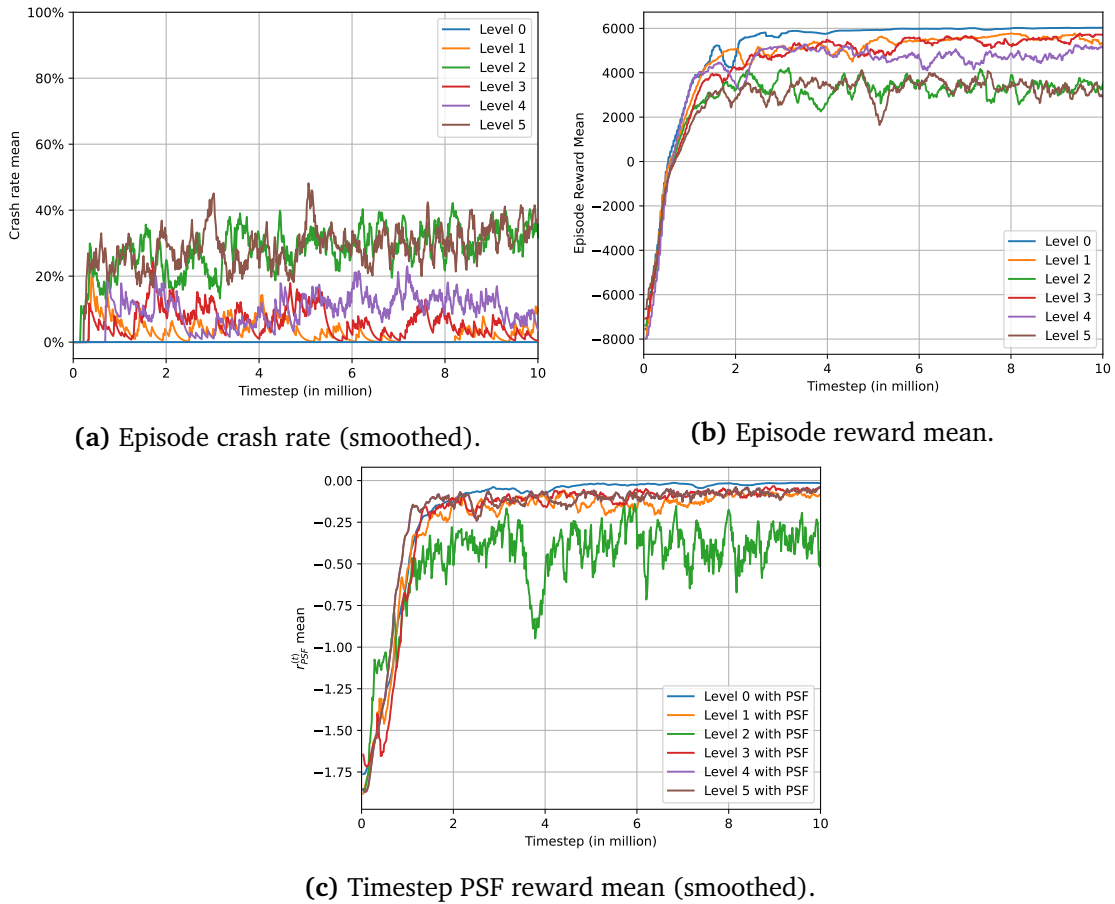 100%
80%
60%
40%
20%
0%
Crash rate mean
0 2 4 6 8 10
Timestep (in million)
Level 0
Level 1
Level 2
Level 3
Level 4
Level 5
(a) Episode crash rate (smoothed).
6000
4000
2000
0
−2000
−4000
−6000
−8000
Episode Reward Mean
0 2 4 6 8 10
Timestep (in million)
Level 0
Level 1
Level 2
Level 3
Level 4
Level 5
(b) Episode reward mean.
0.00
−0.25
−0.50
−0.75
−1.00
−1.25
−1.50
−1.75
r_{PSF}^{(t)} mean
0 2 4 6 8 10
Timestep (in million)
Level 0 with PSF
Level 1 with PSF
Level 2 with PSF
Level 3 with PSF
Level 4 with PSF
Level 5 with PSF
(c) Timestep PSF reward mean (smoothed).